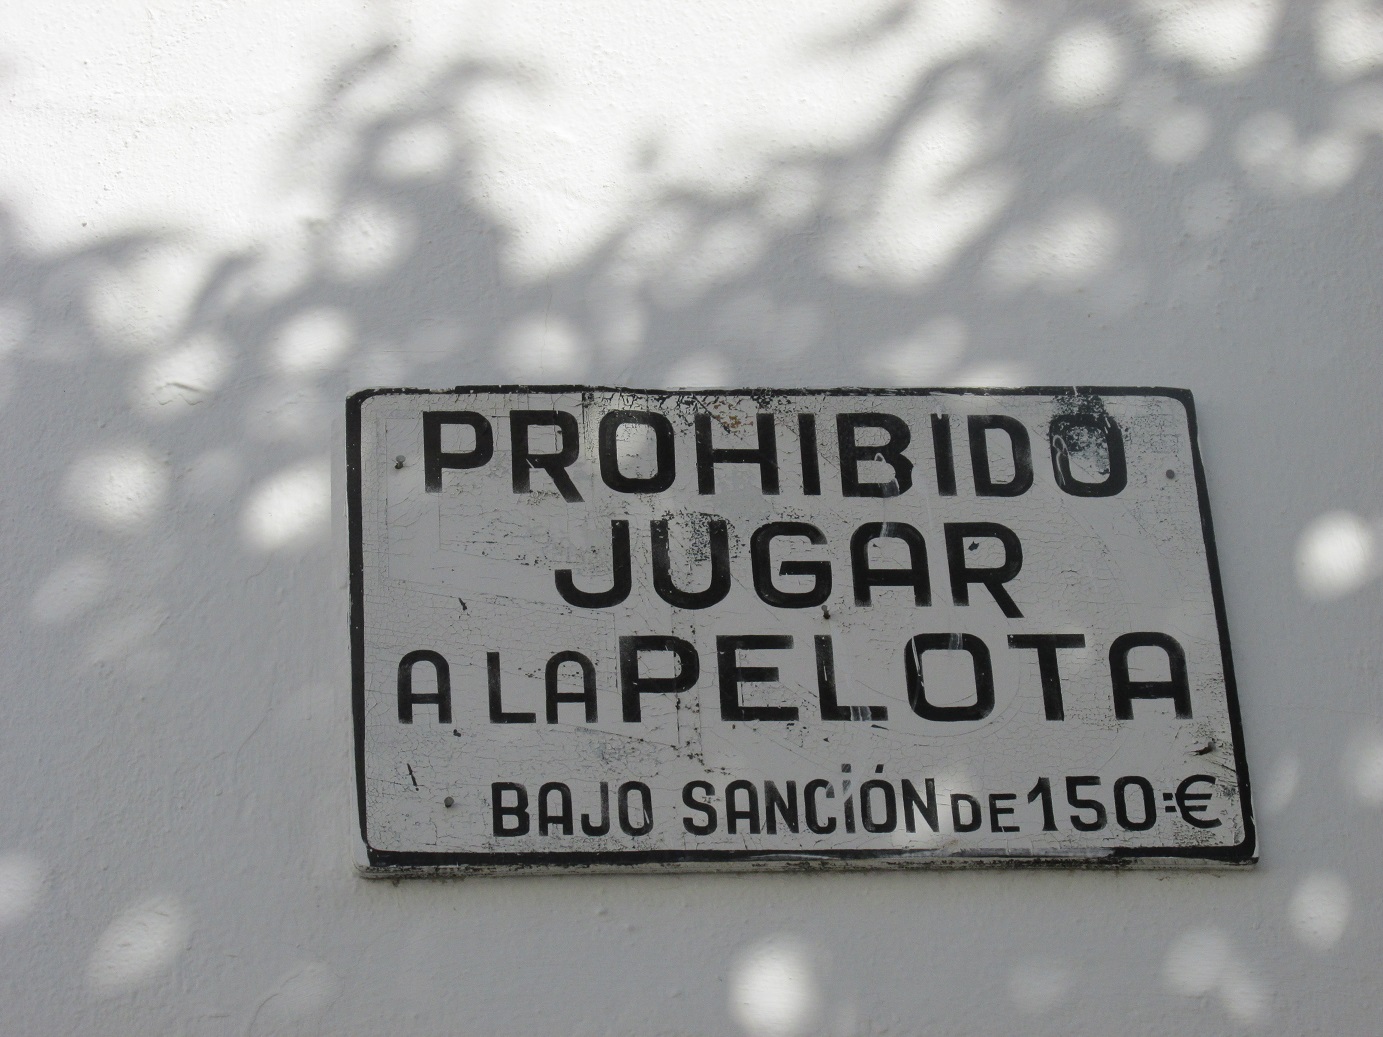 PROHIBIDO
JUGAR
A LA PELOTA
BAJO SANCIÓN DE 150=€